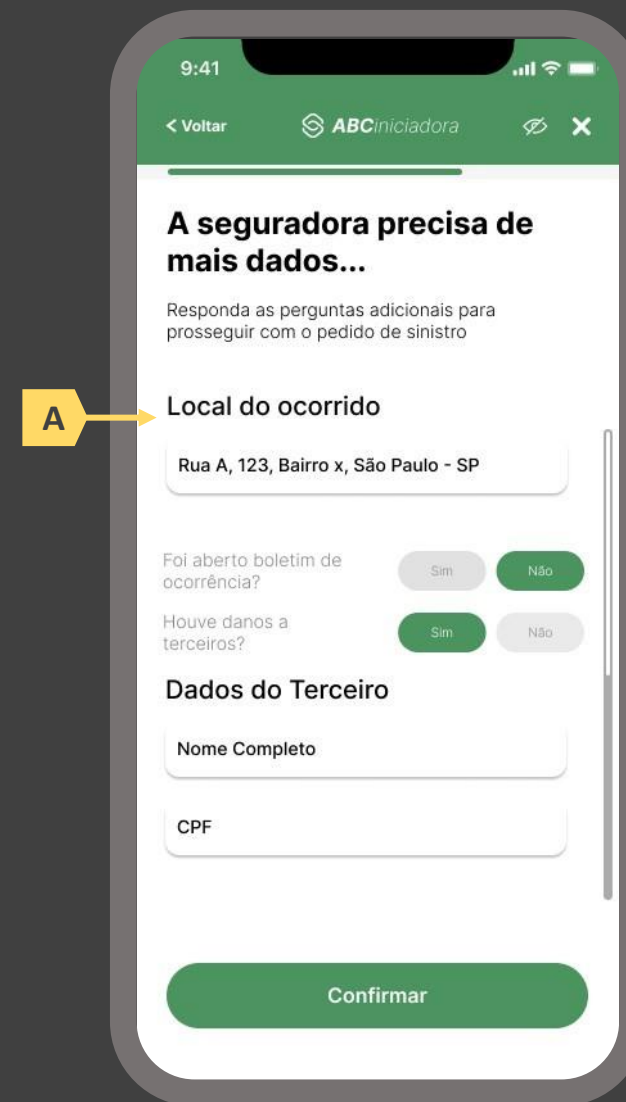 9:41
< Voltar
ABCiniciadora
A seguradora precisa de
mais dados...
Responda as perguntas adicionais para
prosseguir com o pedido de sinistro
A
Local do ocorrido
Rua A, 123, Bairro x, São Paulo - SP
Foi aberto boletim de
ocorrência?
Sim
Não
Houve danos a
terceiros?
Sim
Não
Dados do Terceiro
Nome Completo
CPF
Confirmar